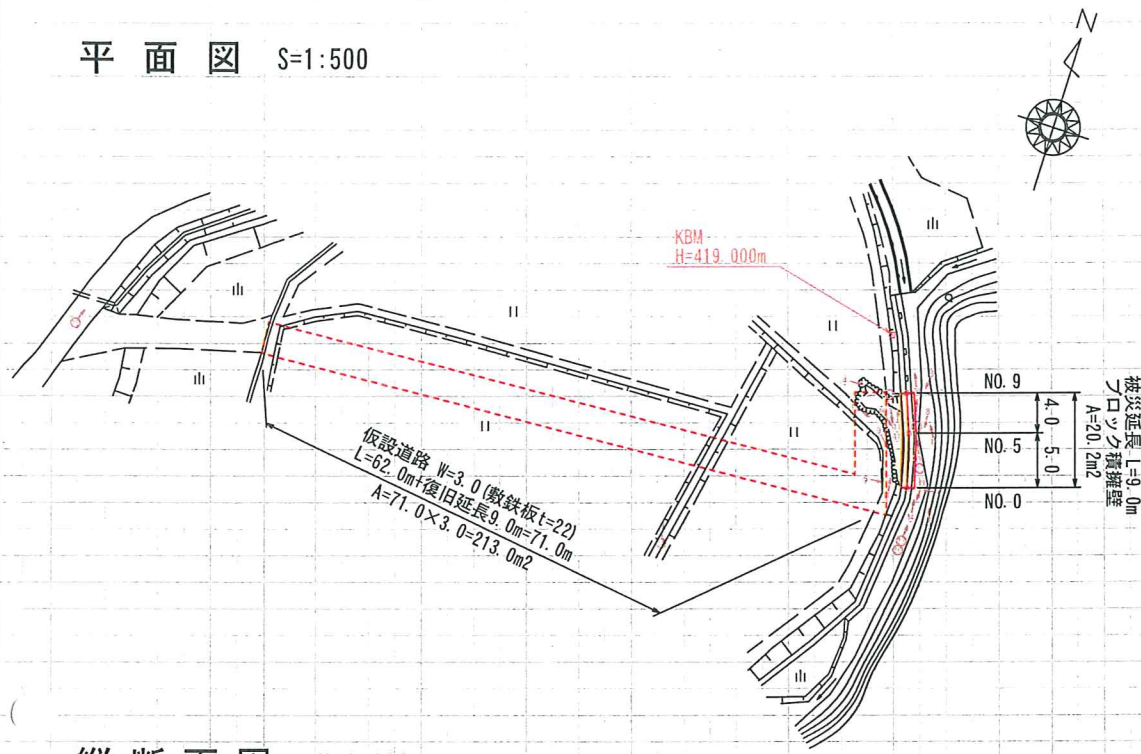 平面図 S=1:500
N
KBM
H=419.000m
NO. 9
NO. 5
NO. 0
4.0
5.0
被災延長 L=9.0m
ブロック積擁壁
A=20.2m2
仮設道路 W=3.0(敷鉄板t=22)
L=62.0m+復旧延長9.0m=71.0m
A=71.0×3.0=213.0m2
縦断面図